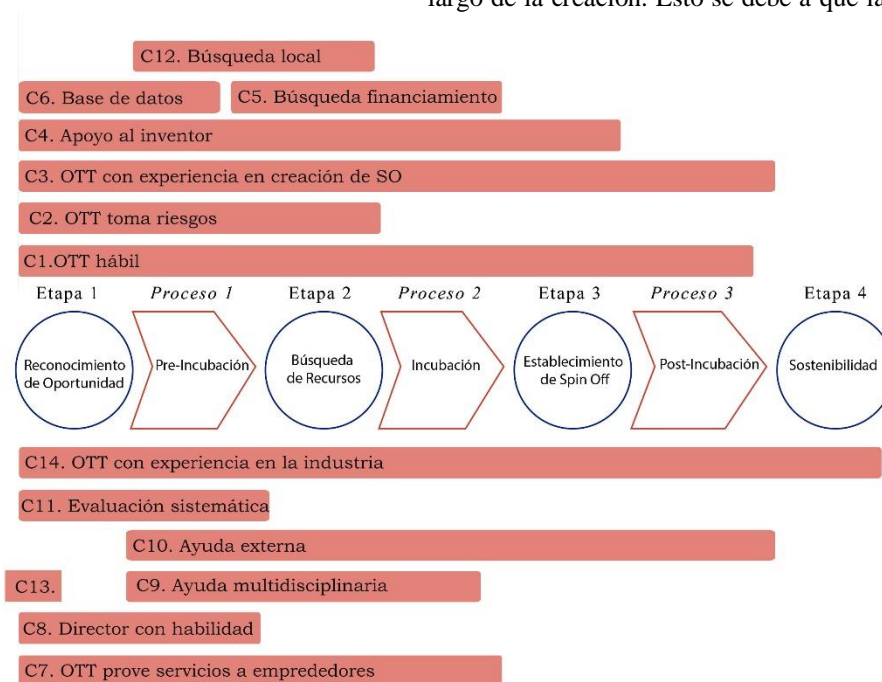 largo de la creación. Esto se debe a que la
C12. Búsqueda local
C6. Base de datos
C5. Búsqueda financiamiento
C4. Apoyo al inventor
C3. OTT con experiencia en creación de SO
C2. OTT toma riesgos
C1.OTT hábil
Etapa 1 Proceso 1 Etapa 2 Proceso 2 Etapa 3 Proceso 3 Etapa 4
Reconocimiento
de Oportunidad
Pre-Incubación
Búsqueda
de Recursos
Incubación
Establecimiento
de Spin Off
Post-Incubación
Sostenibilidad
C14. OTT con experiencia en la industria
C11. Evaluación sistemática
C10. Ayuda externa
C13.
C9. Ayuda multidisciplinaria
C8. Director con habilidad
C7. OTT prove servicios a emprededores